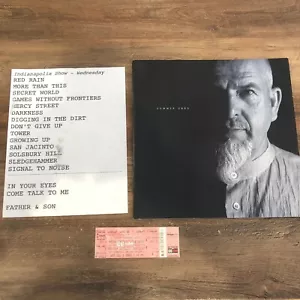 Indianapolis Show - Wednesday
RED RAIN
MORE THAN THIS
SECRET WORLD
GAMES WITHOUT FRONTIERS
MERCY STREET
DARKNESS
DIGGING IN THE DIRT
DON'T GIVE UP
TOWER
GROWING UP
SAN JACINTO
SOLSBURY HILL
SLEDGEHAMMER
SIGNAL TO NOISE
IN YOUR EYES
COME TALK TO ME
FATHER & SON